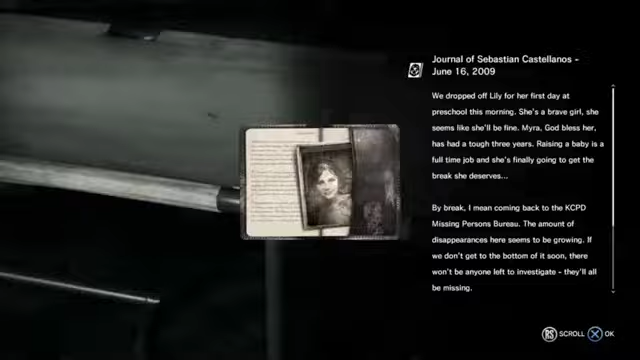 Journal of Sebastian Castellanos -
June 16, 2009
We dropped off Lily for her first day at
preschool this morning. She's a brave girl, she
seems like she'll be fine. Myra, God bless her,
has had a tough three years. Raising a baby is a
full time job and she's finally going to get the
break she deserves...
By break, I mean coming back to the KCPD
Missing Persons Bureau. The amount of
disappearances here seems to be growing. If
we don't get to the bottom of it soon, there
won't be anyone left to investigate - they'll all
be missing.
RS SCROLL X OK